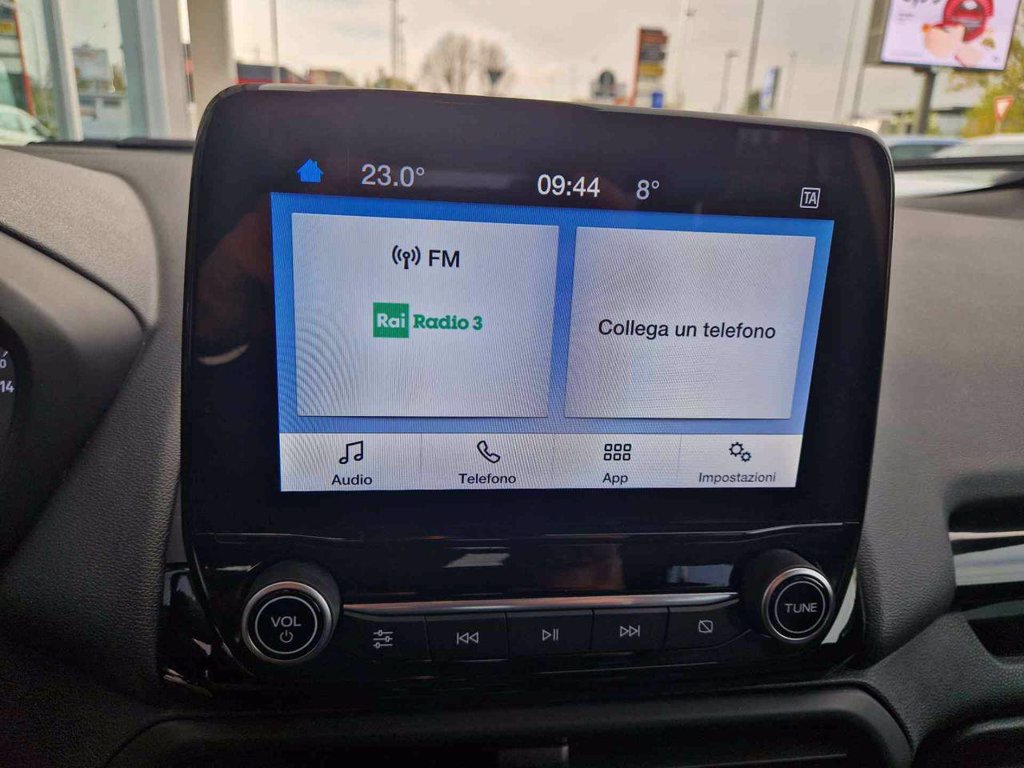 23.0°
09:44
8°
TA
FM
Rai Radio 3
Collega un telefono
Audio
Telefono
App
Impostazioni
VOL
TUNE
14